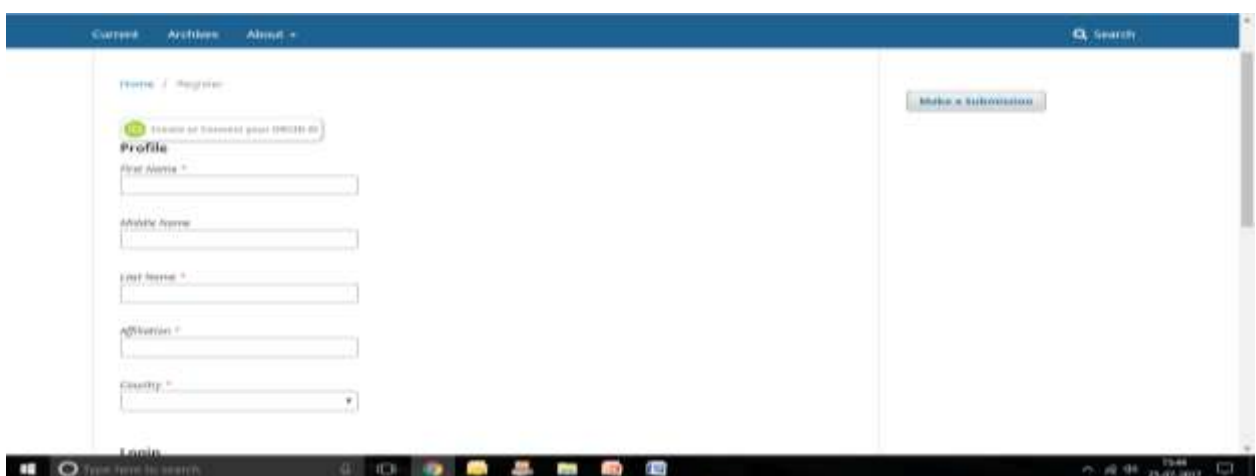 Current Archives About
Search
Home / Register
Make a Submission
Create or Connect your ORCID iD
Profile
First Name *
Middle Name
Last Name *
Affiliation *
Country *
Login
Type here to search